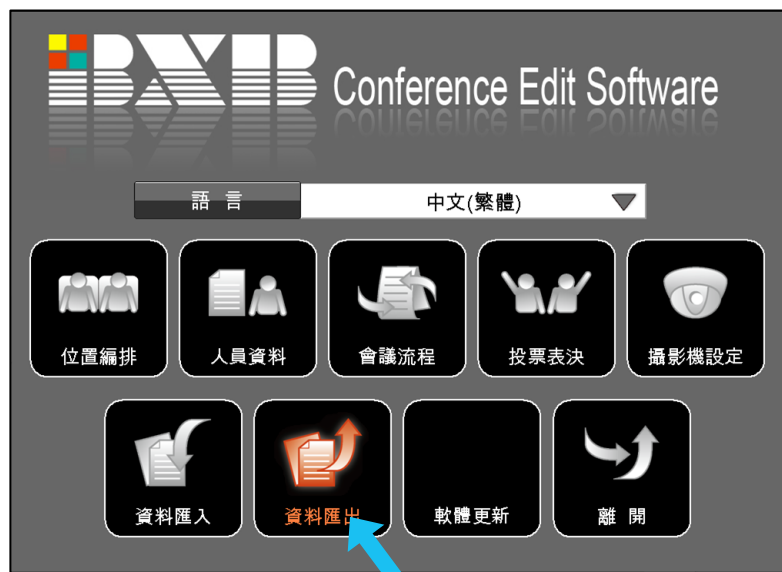 BXB Conference Edit Software
語言 中文(繁體)
位置編排 人員資料 會議流程 投票表決 攝影機設定
資料匯入 資料匯出 軟體更新 離開